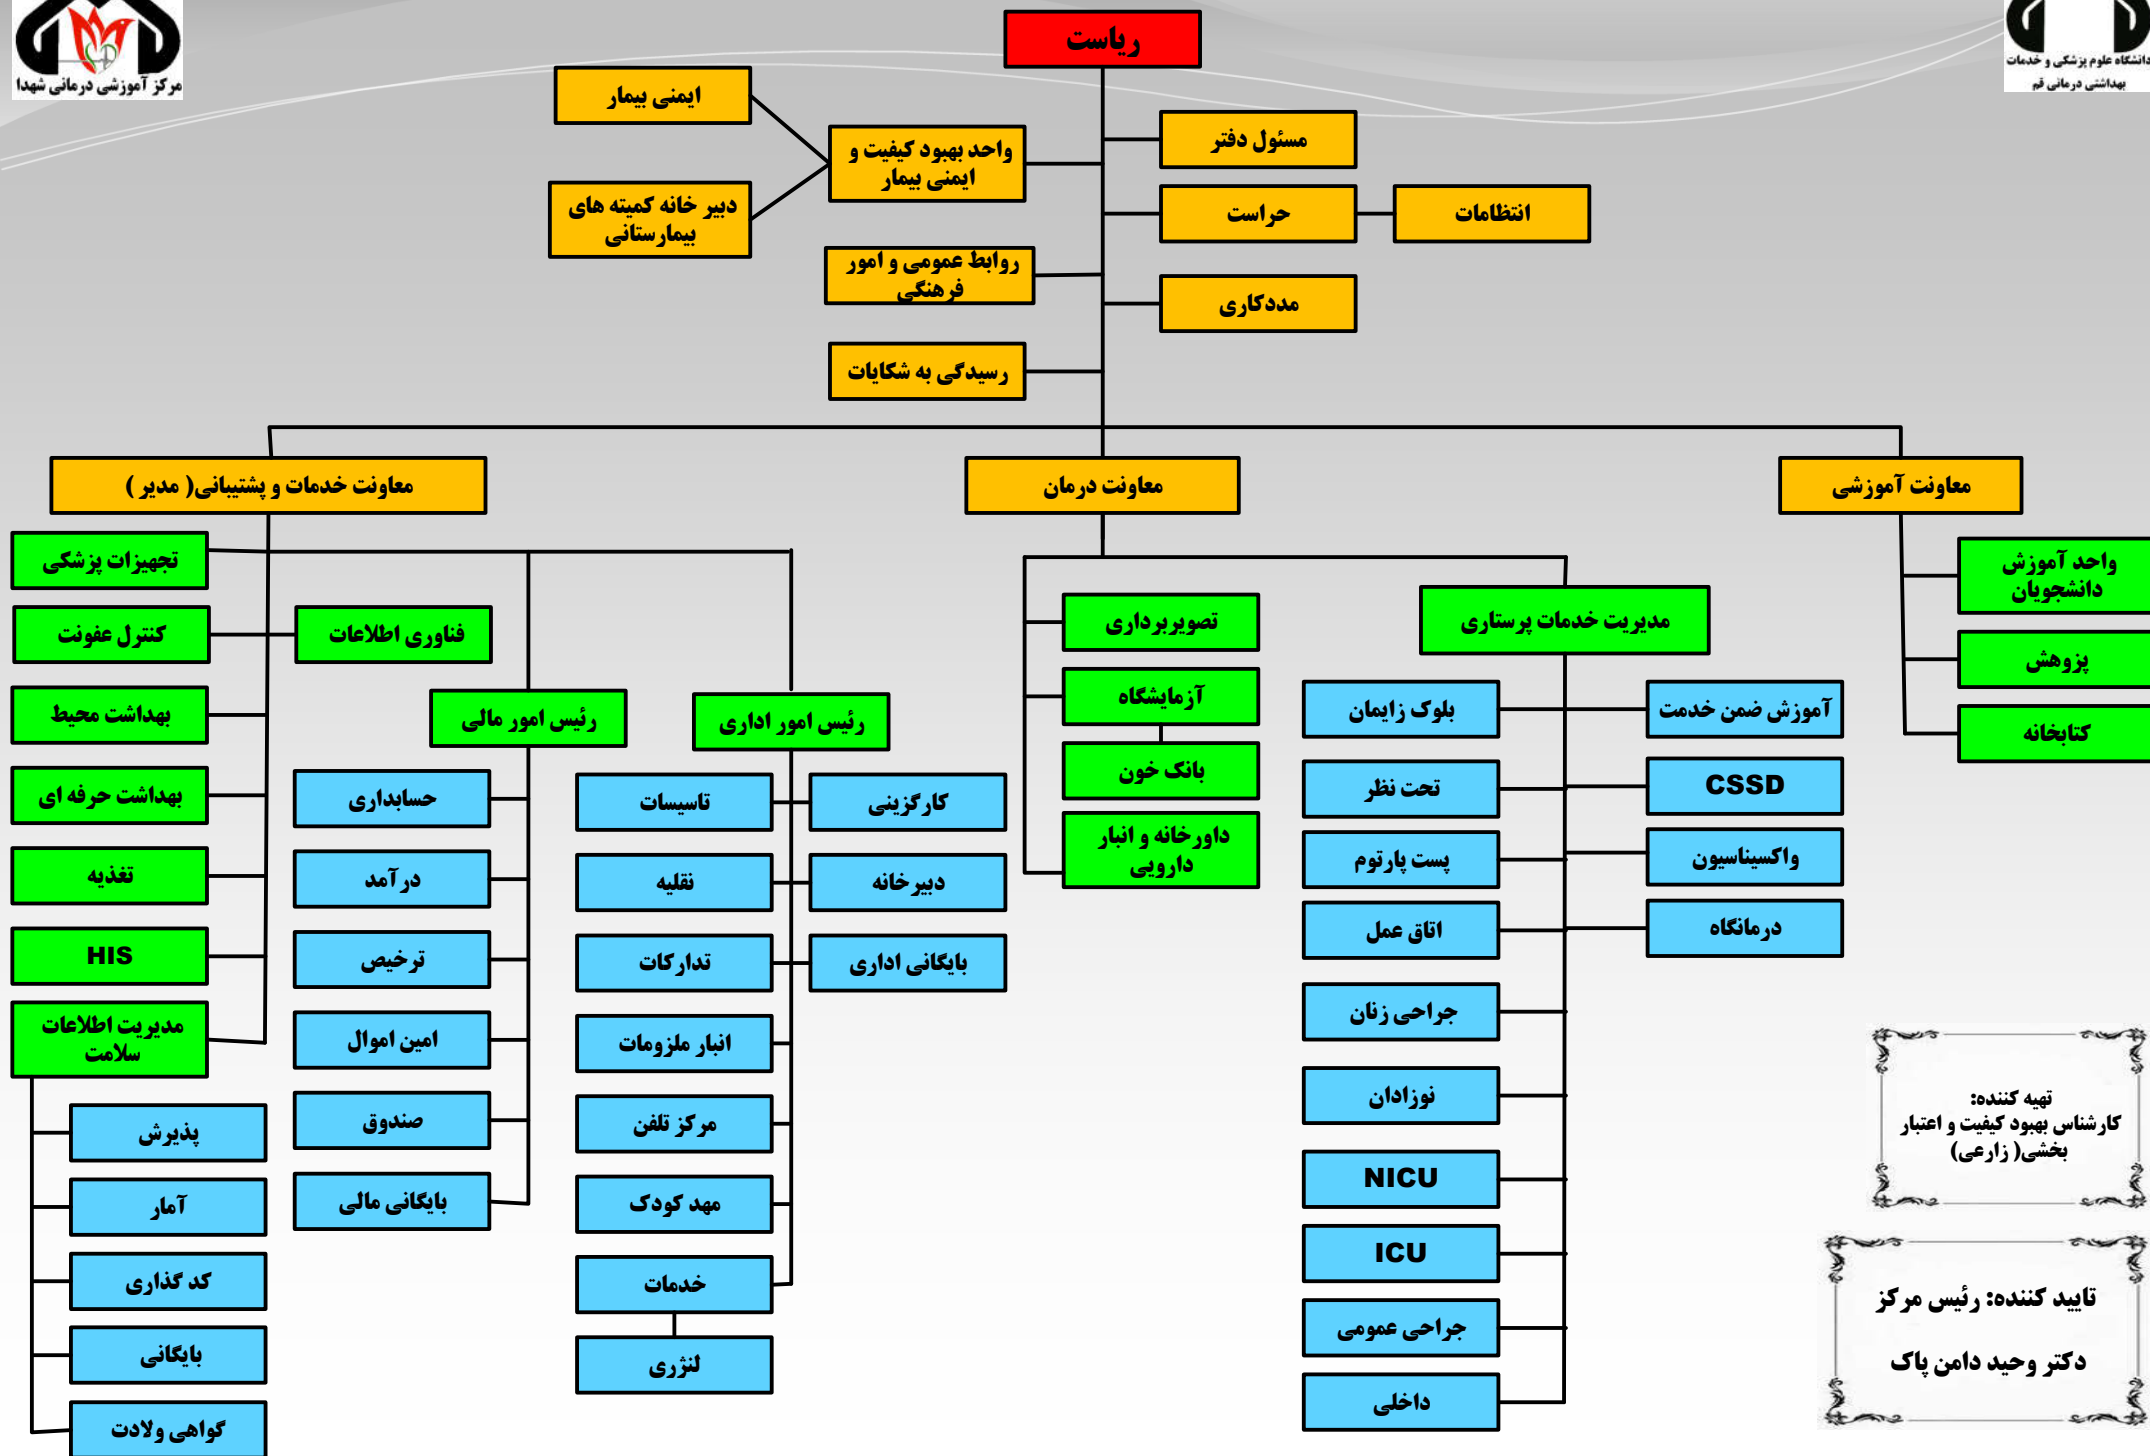 مرکز آموزشی درمانی شهدا
دانشگاه علوم پزشکی و خدمات
بهداشتی درمانی قم
ریاست
ایمنی بیمار
واحد بهبود کیفیت و
ایمنی بیمار
دبیر خانه کمیته های
بیمارستانی
مسئول دفتر
حراست
انتظامات
روابط عمومی و امور
فرهنگی
مددکاری
رسیدگی به شکایات
معاونت آموزشی
معاونت درمان
معاونت خدمات و پشتیبانی( مدیر )
واحد آموزش
دانشجویان
پزوهش
کتابخانه
مدیریت خدمات پرستاری
آموزش ضمن خدمت
بلوک زایمان
CSSD
تحت نظر
واکسیناسیون
پست پارتوم
درمانگاه
اتاق عمل
جراحی زنان
نوزادان
NICU
ICU
جراحی عمومی
داخلی
تصویربرداری
آزمایشگاه
بانک خون
داورخانه و انبار
دارویی
تجهیزات پزشکی
فناوری اطلاعات
کنترل عفونت
بهداشت محیط
بهداشت حرفه ای
تغذیه
HIS
مدیریت اطلاعات
سلامت
پذیرش
آمار
کد گذاری
بایگانی
گواهی ولادت
رئیس امور مالی
حسابداری
درآمد
ترخیص
امین اموال
صندوق
بایگانی مالی
رئیس امور اداری
کارگزینی
تاسیسات
دبیرخانه
نقلیه
بایگانی اداری
تدارکات
انبار ملزومات
مرکز تلفن
مهد کودک
خدمات
لنژری
تهیه کننده:
کارشناس بهبود کیفیت و اعتبار
بخشی( زارعی)
تایید کننده: رئیس مرکز
دکتر وحید دامن پاک